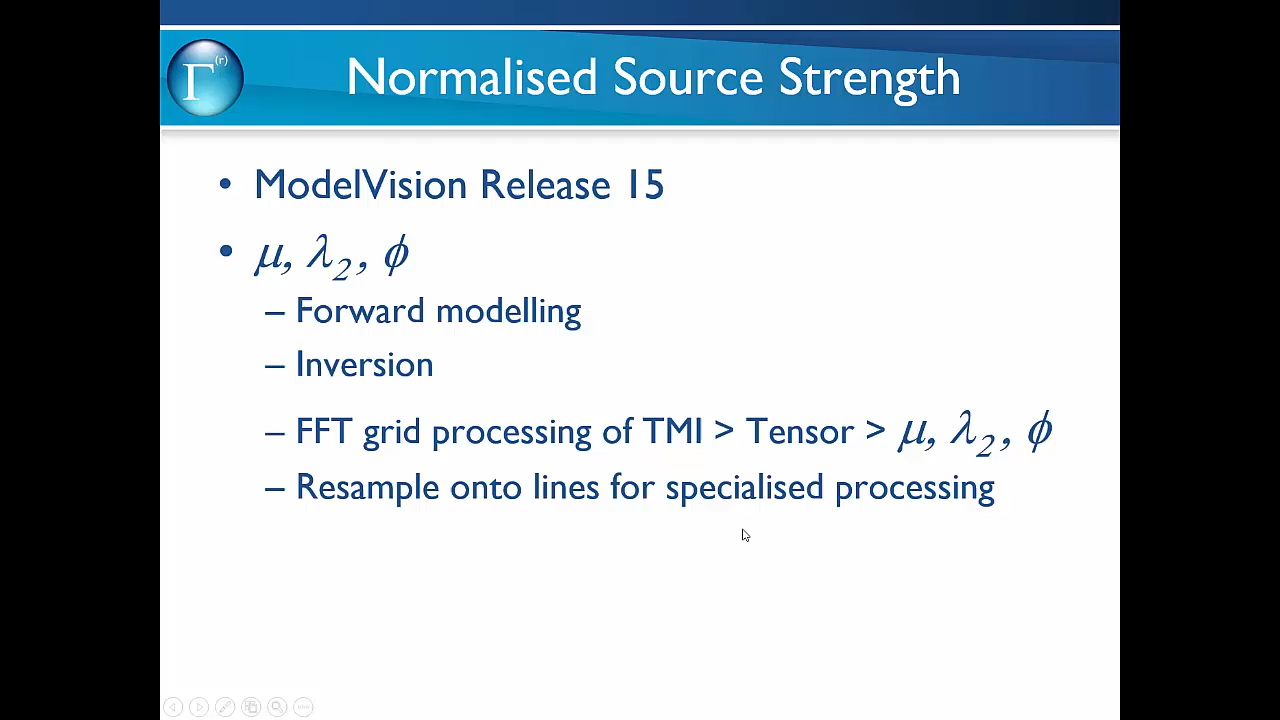 Γ(r)
Normalised Source Strength
• ModelVision Release 15
• μ, λ₂, ϕ
– Forward modelling
– Inversion
– FFT grid processing of TMI > Tensor > μ, λ₂, ϕ
– Resample onto lines for specialised processing